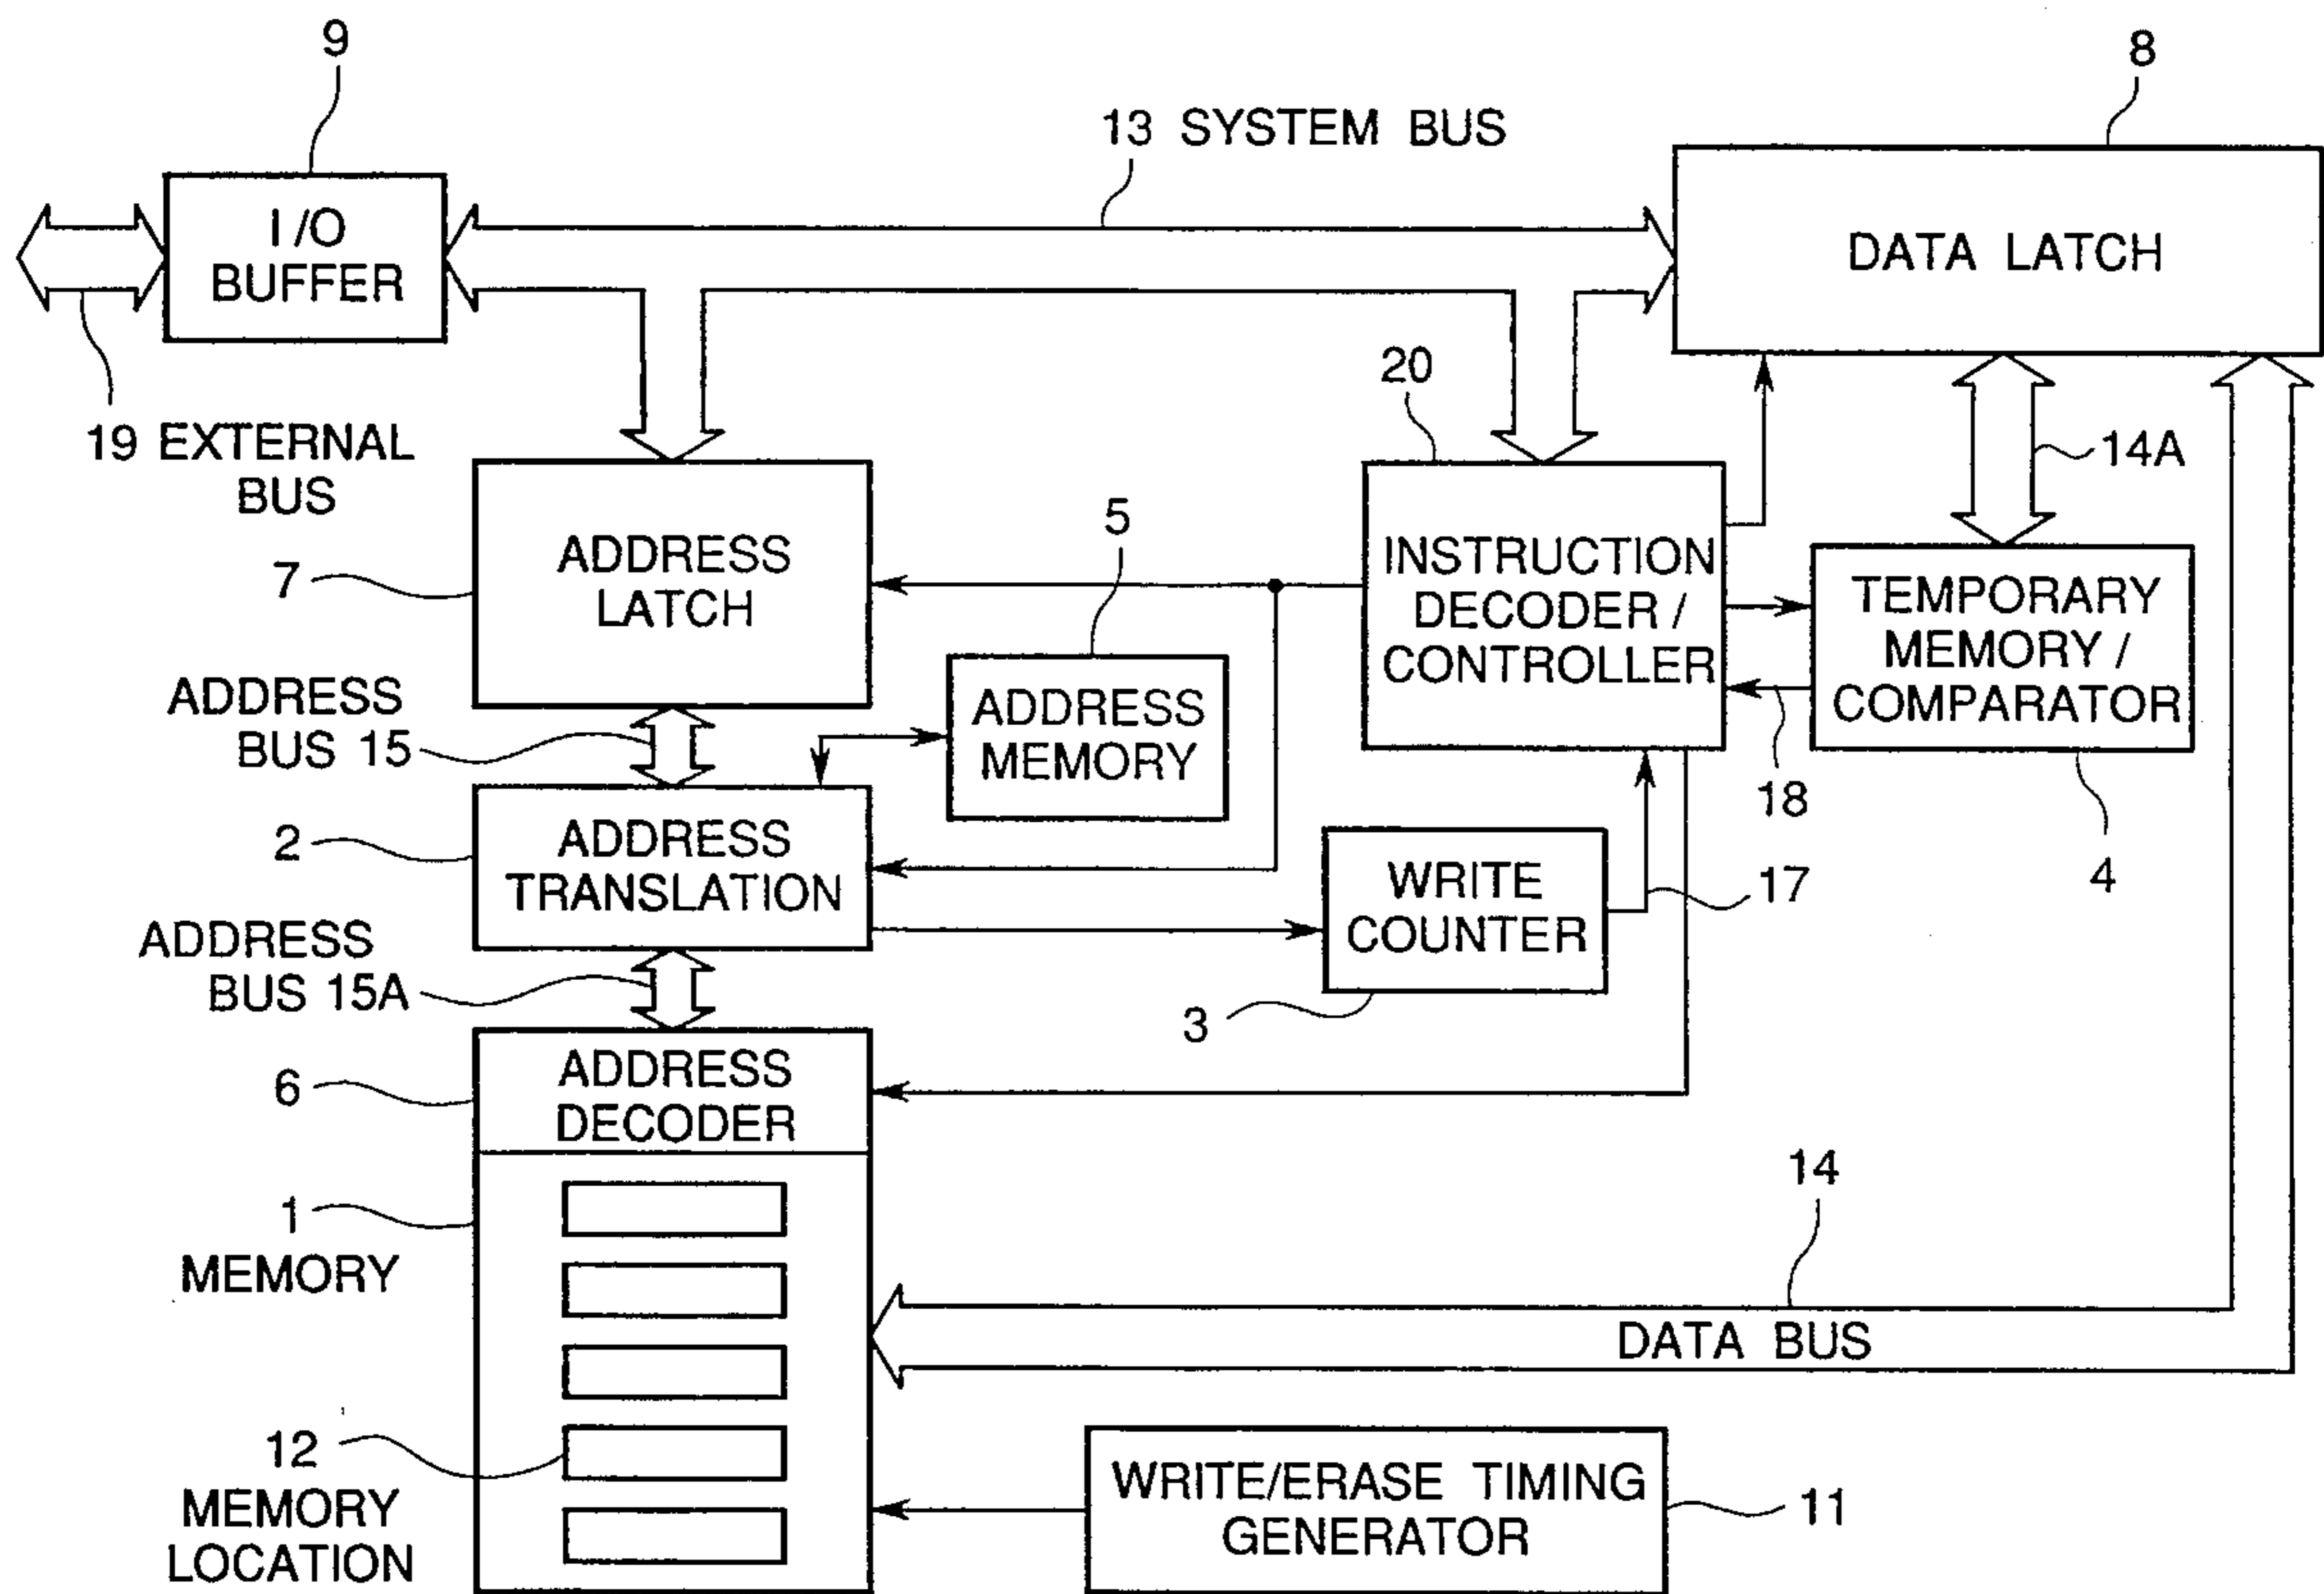 9
8
13 SYSTEM BUS
I/O
BUFFER
DATA LATCH
20
19 EXTERNAL
BUS
14A
5
7
ADDRESS
LATCH
INSTRUCTION
DECODER /
CONTROLLER
TEMPORARY
MEMORY /
COMPARATOR
ADDRESS
BUS 15
ADDRESS
MEMORY
18
2
ADDRESS
TRANSLATION
WRITE
COUNTER
17
4
ADDRESS
BUS 15A
3
6
ADDRESS
DECODER
14
1
MEMORY
DATA BUS
12
MEMORY
LOCATION
WRITE/ERASE TIMING
GENERATOR
11